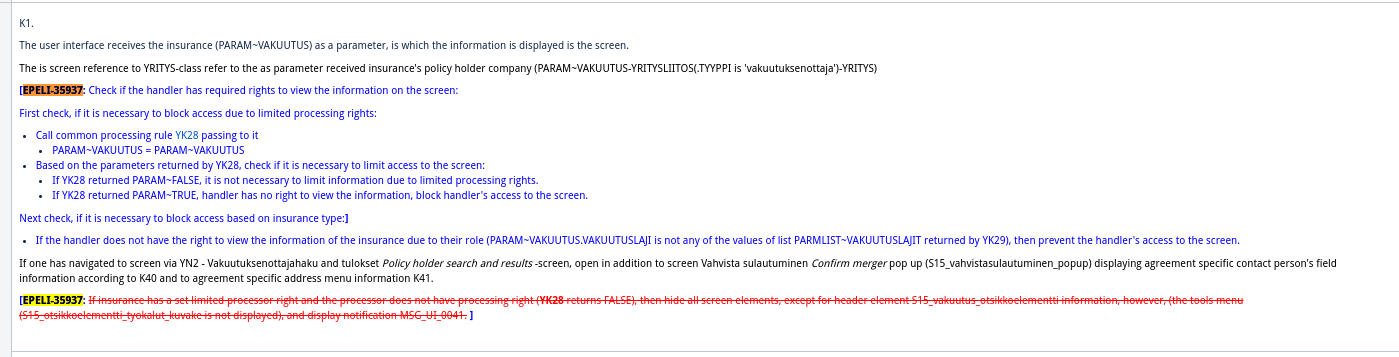 K1.
The user interface receives the insurance (PARAM~VAKUUTUS) as a parameter, is which the information is displayed is the screen.
The is screen reference to YRITYS-class refer to the as parameter received insurance's policy holder company (PARAM~VAKUUTUS-YRITYSLIITOS(.TYYPPI is 'vakuutuksenottaja')-YRITYS)
[EPELI-35937: Check if the handler has required rights to view the information on the screen:
First check, if it is necessary to block access due to limited processing rights:
• Call common processing rule YK28 passing to it
• PARAM~VAKUUTUS = PARAM~VAKUUTUS
• Based on the parameters returned by YK28, check if it is necessary to limit access to the screen:
• If YK28 returned PARAM~FALSE, it is not necessary to limit information due to limited processing rights.
• If YK28 returned PARAM~TRUE, handler has no right to view the information, block handler's access to the screen.
Next check, if it is necessary to block access based on insurance type:]
• If the handler does not have the right to view the information of the insurance due to their role (PARAM~VAKUUTUS.VAKUUTUSLAJI is not any of the values of list PARMLIST~VAKUUTUSLAJIT returned by YK29), then prevent the handler's access to the screen.
If one has navigated to screen via YN2 - Vakuutuksenottajahaku and tulokset Policy holder search and results -screen, open in addition to screen Vahvista sulautuminen Confirm merger pop up (S15_vahvistasulautuminen_popup) displaying agreement specific contact person's field
information according to K40 and to agreement specific address menu information K41.
[EPELI-35937: If insurance has a set limited processor right and the processor does not have processing right (YK28 returns FALSE), then hide all screen elements, except for header element S15_vakuutus_otsikkoelementti information, however, (the tools menu
(S15_otsikkoelementti_tyokalut_kuvake is not displayed), and display notification MSG_UI_0041. ]